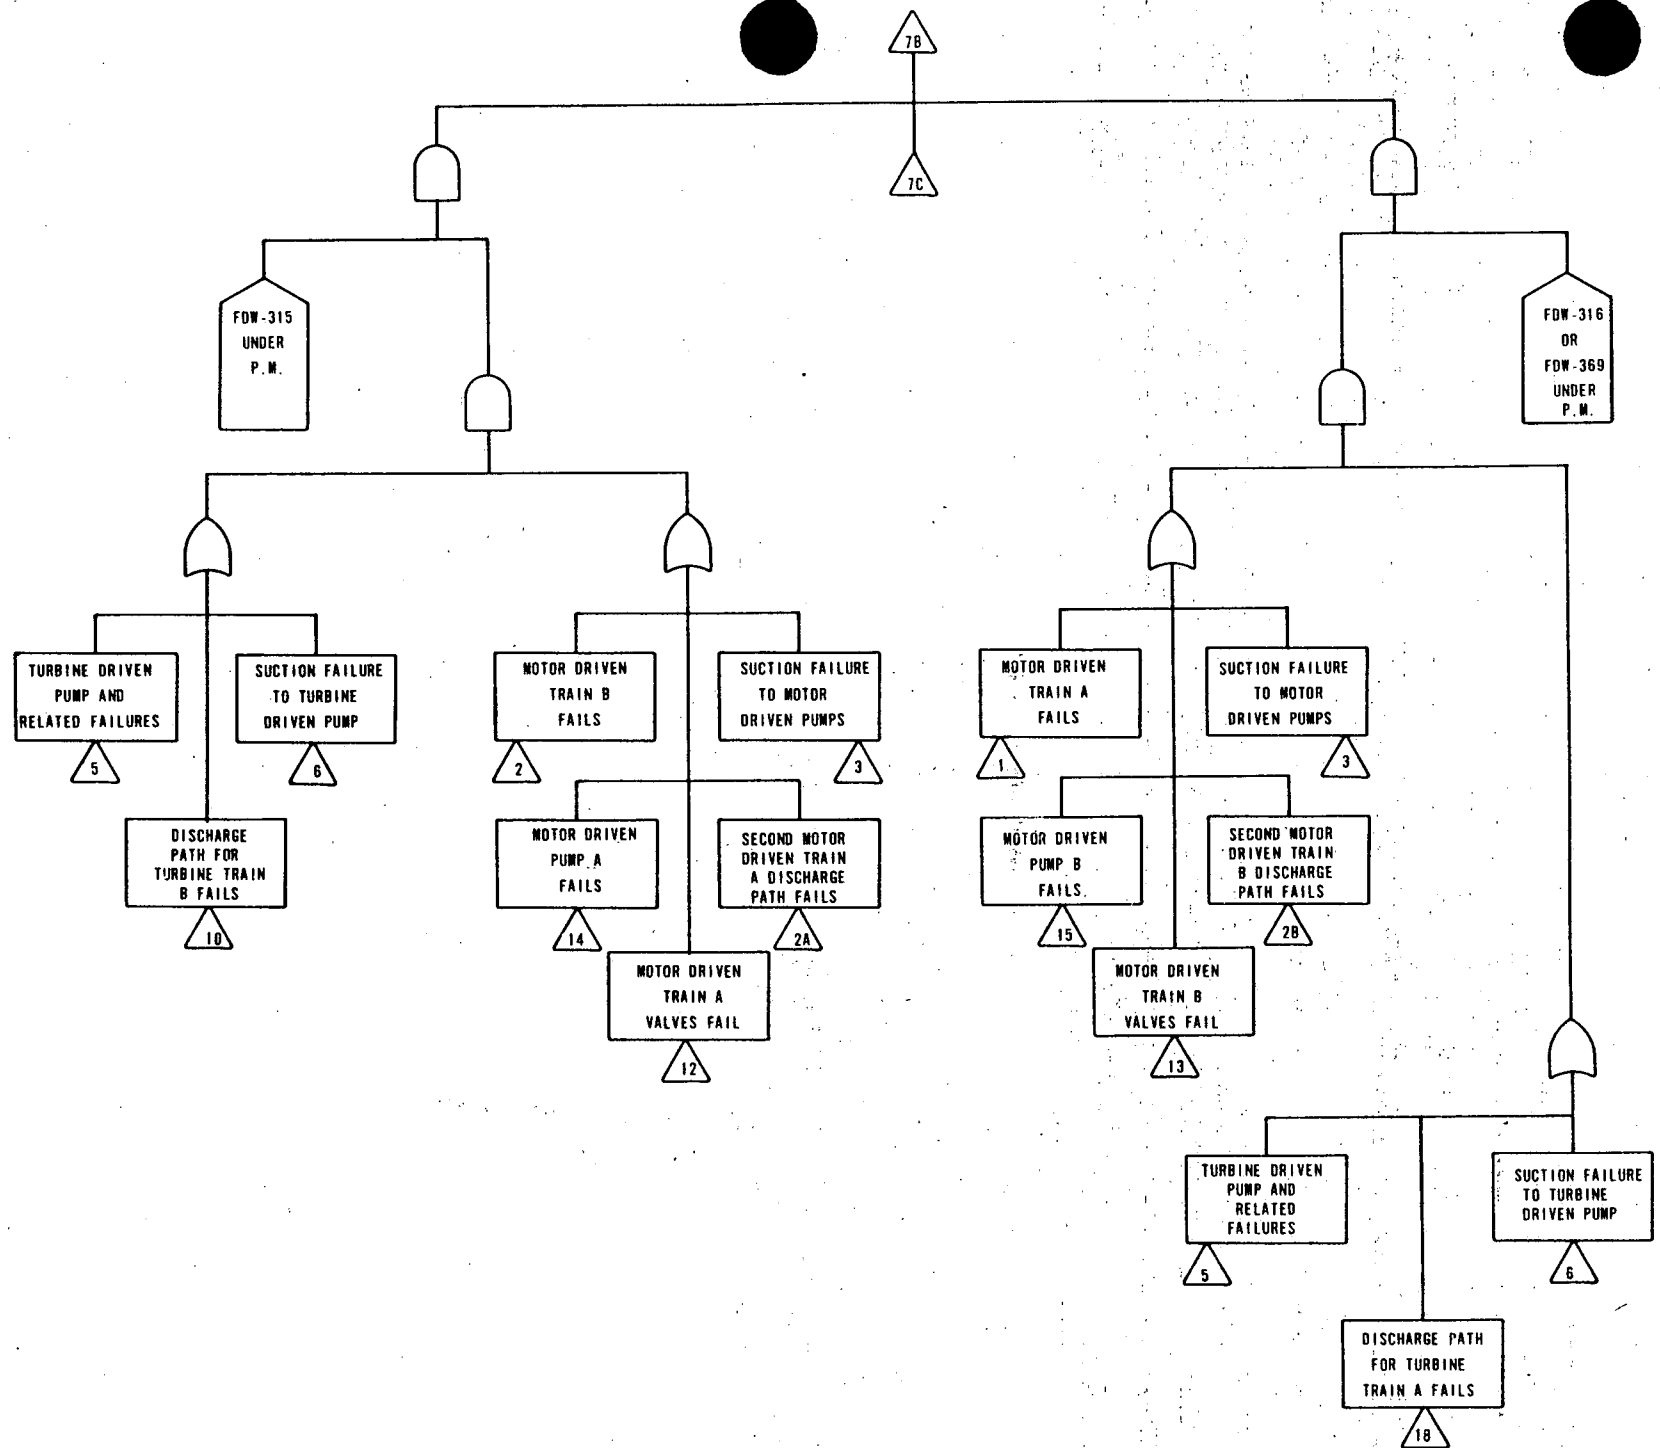 7B
7C
FDW-315
UNDER
P.M.
FDW-316
OR
FDW-369
UNDER
P.M.
TURBINE DRIVEN
PUMP AND
RELATED FAILURES
5
SUCTION FAILURE
TO TURBINE
DRIVEN PUMP
6
DISCHARGE
PATH FOR
TURBINE TRAIN
B FAILS
10
MOTOR DRIVEN
TRAIN B
FAILS
2
SUCTION FAILURE
TO MOTOR
DRIVEN PUMPS
3
MOTOR DRIVEN
PUMP A
FAILS
14
SECOND MOTOR
DRIVEN TRAIN
A DISCHARGE
PATH FAILS
2A
MOTOR DRIVEN
TRAIN A
VALVES FAIL
12
MOTOR DRIVEN
TRAIN A
FAILS
1
SUCTION FAILURE
TO MOTOR
DRIVEN PUMPS
3
MOTOR DRIVEN
PUMP B
FAILS
15
SECOND MOTOR
DRIVEN TRAIN
B DISCHARGE
PATH FAILS
2B
MOTOR DRIVEN
TRAIN B
VALVES FAIL
13
TURBINE DRIVEN
PUMP AND
RELATED
FAILURES
5
SUCTION FAILURE
TO TURBINE
DRIVEN PUMP
6
DISCHARGE PATH
FOR TURBINE
TRAIN A FAILS
18